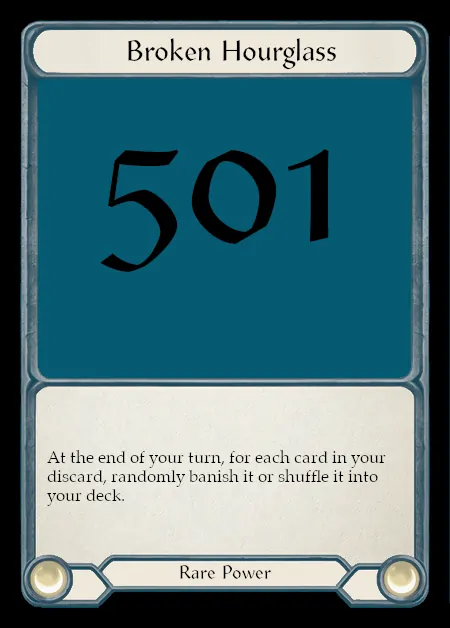 Broken Hourglass
501
At the end of your turn, for each card in your
discard, randomly banish it or shuffle it into
your deck.
Rare Power